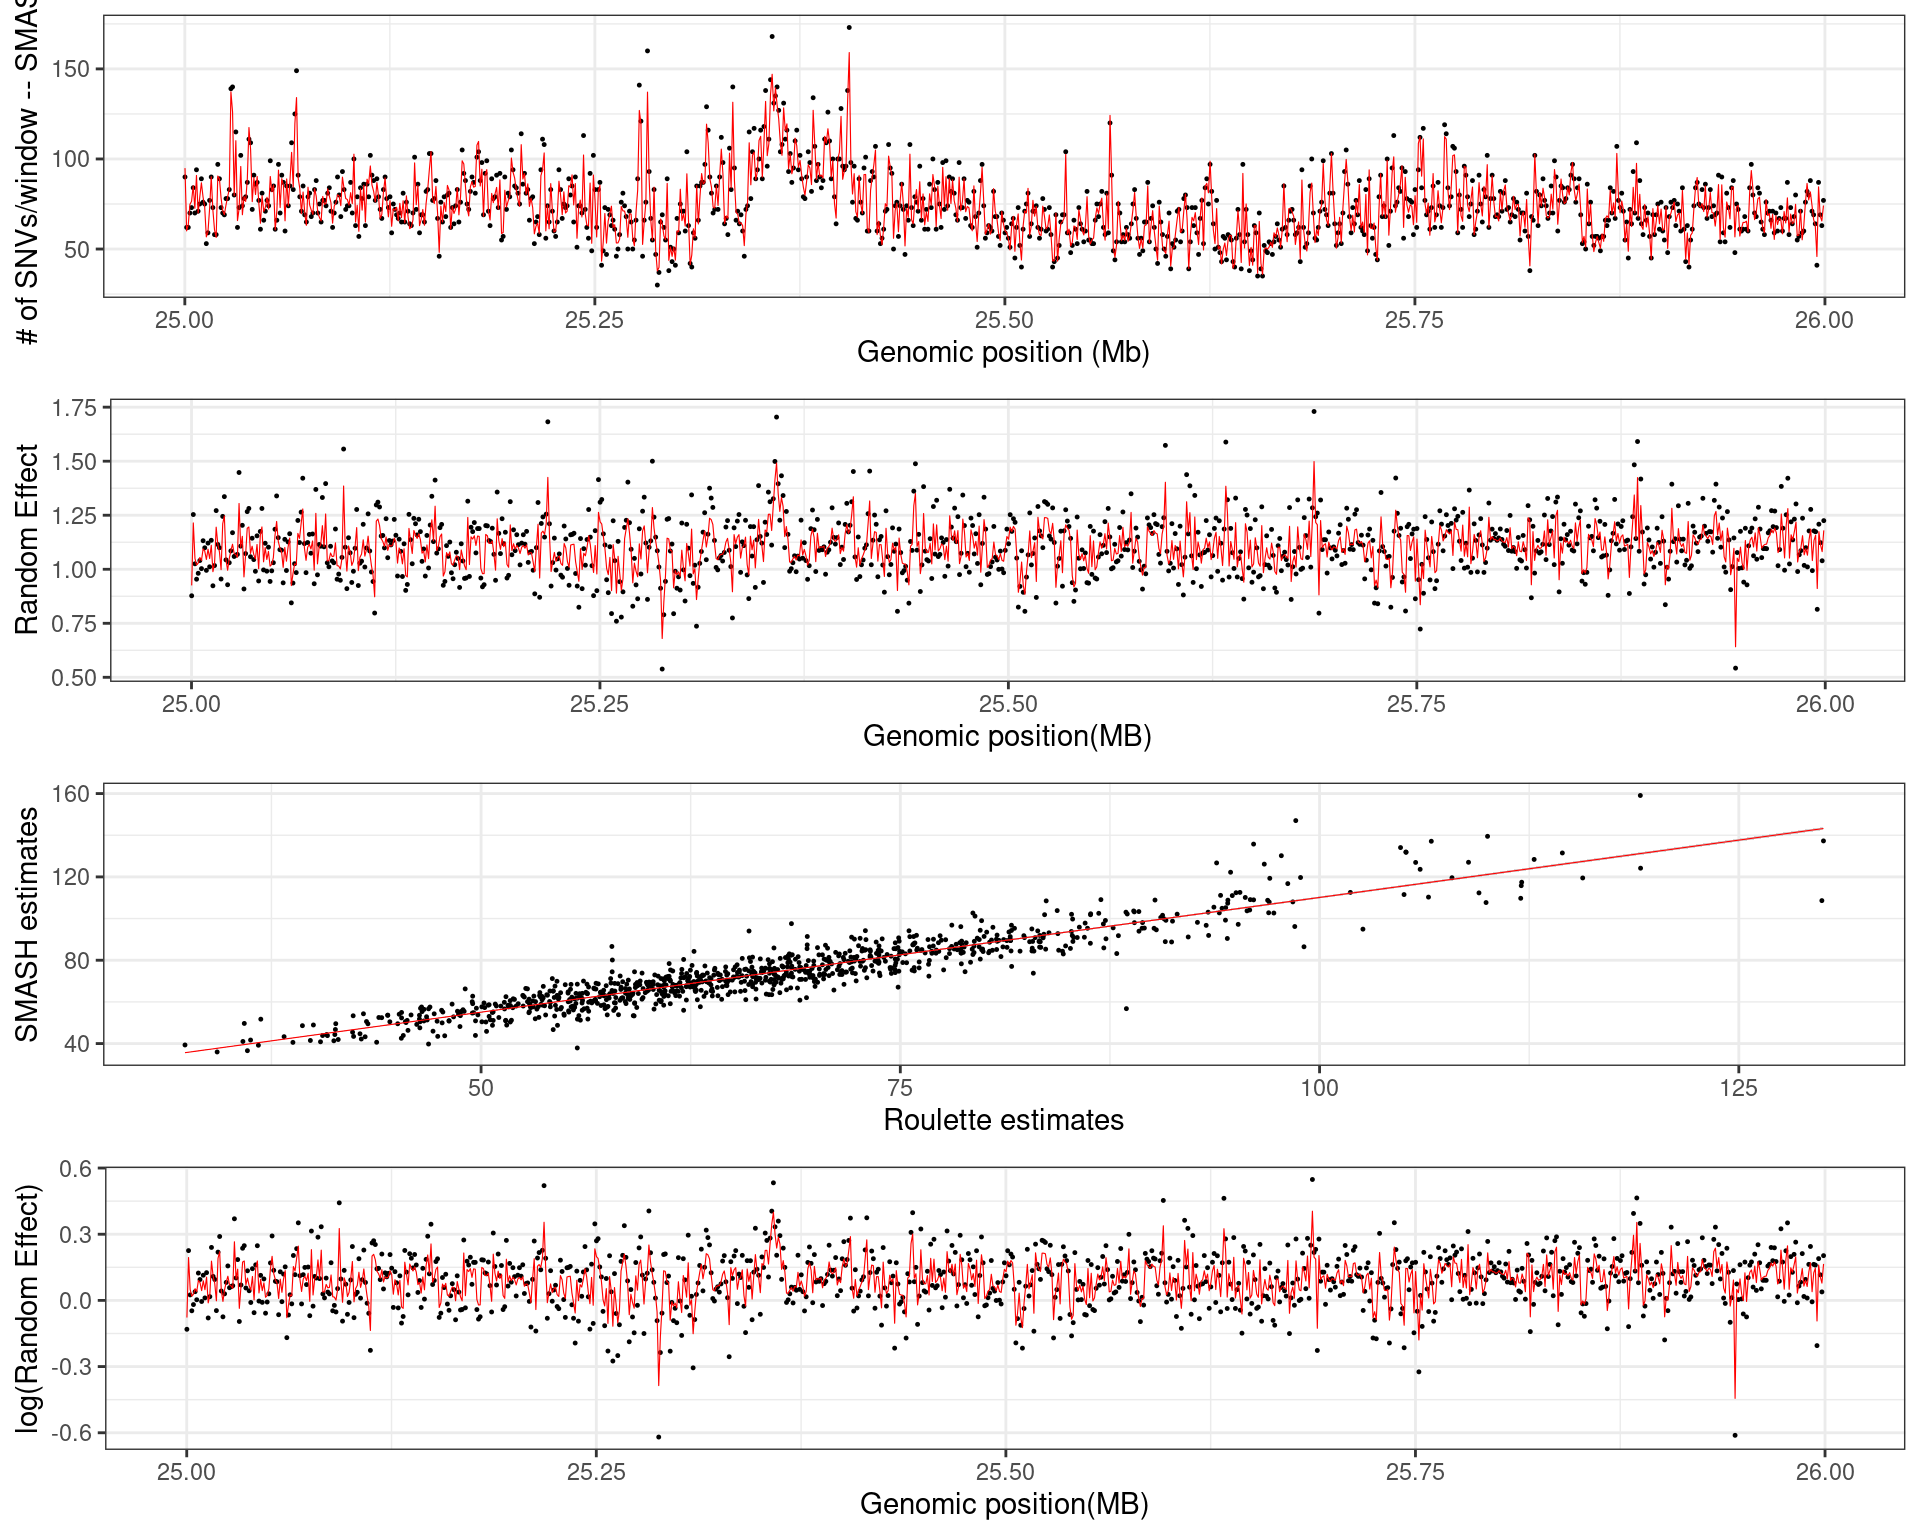 # of SNVs/window -- SMAS
150
100
50
25.00 25.25 25.50 25.75 26.00
Genomic position (Mb)
Random Effect
1.75
1.50
1.25
1.00
0.75
0.50
25.00 25.25 25.50 25.75 26.00
Genomic position(MB)
SMASH estimates
160
120
80
40
50 75 100 125
Roulette estimates
log(Random Effect)
0.6
0.3
0.0
-0.3
-0.6
25.00 25.25 25.50 25.75 26.00
Genomic position(MB)